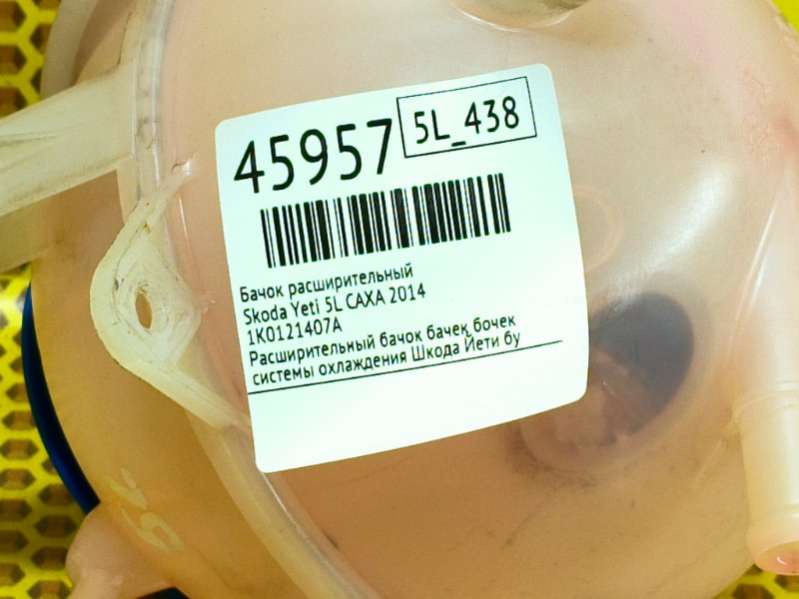 45957 5L_438
Бачок расширительный
Skoda Yeti 5L CAXA 2014
1K0121407A
Расширительный бачок бачек бочек
системы охлаждения Шкода Йети бу